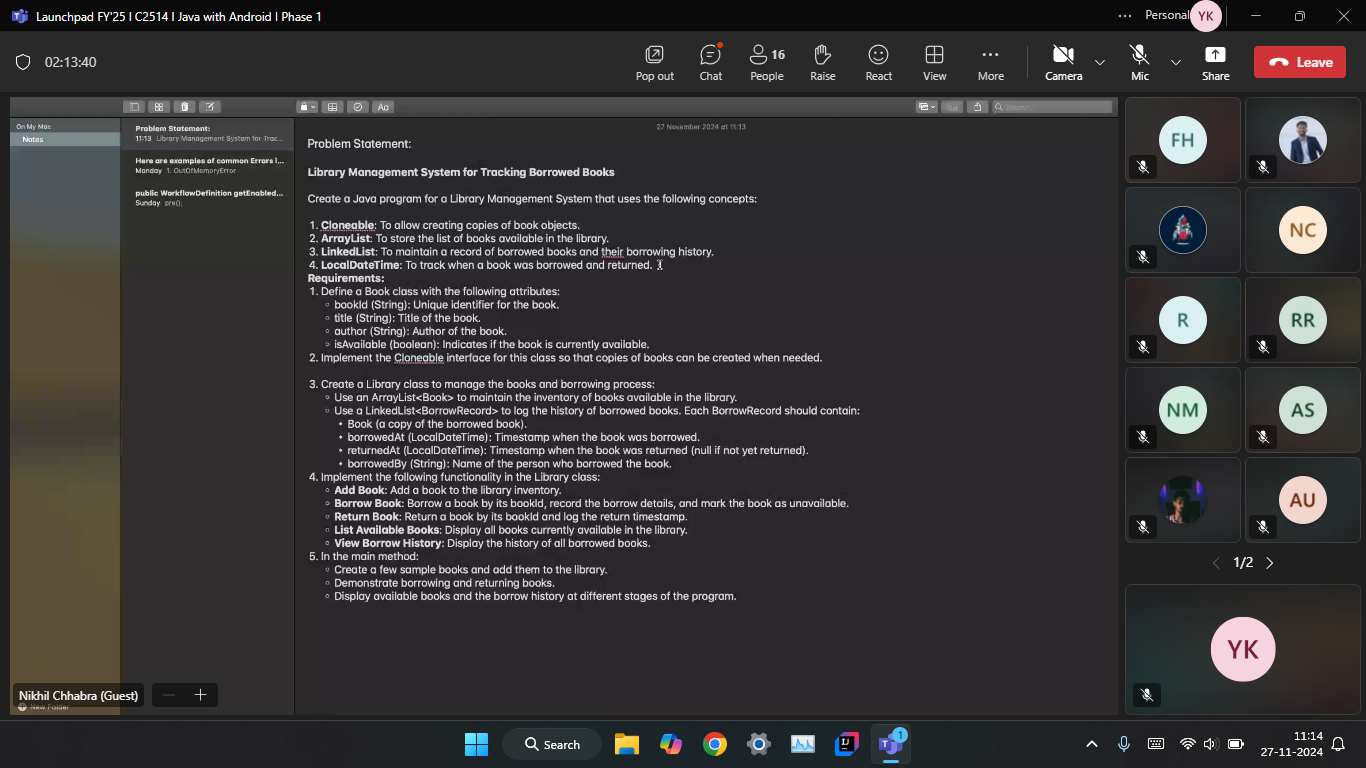 Launchpad FY'25 | C2514 | Java with Android | Phase 1
Personal
YK
02:13:40
Pop out
Chat
16
People
Raise
React
View
More
Camera
Mic
Share
Leave
Aa
Search
On My Mac
Notes
Problem Statement:
11:13 Library Management System for Trac...
Here are examples of common Errors i...
Monday 1. OutOfMemoryError
public WorkflowDefinition getEnabled...
Sunday pre();
27 November 2024 at 11:13
Problem Statement:
Library Management System for Tracking Borrowed Books
Create a Java program for a Library Management System that uses the following concepts:
1. Cloneable: To allow creating copies of book objects.
2. ArrayList: To store the list of books available in the library.
3. LinkedList: To maintain a record of borrowed books and their borrowing history.
4. LocalDateTime: To track when a book was borrowed and returned.
Requirements:
1. Define a Book class with the following attributes:
◦ bookId (String): Unique identifier for the book.
◦ title (String): Title of the book.
◦ author (String): Author of the book.
◦ isAvailable (boolean): Indicates if the book is currently available.
2. Implement the Cloneable interface for this class so that copies of books can be created when needed.
3. Create a Library class to manage the books and borrowing process:
◦ Use an ArrayList<Book> to maintain the inventory of books available in the library.
◦ Use a LinkedList<BorrowRecord> to log the history of borrowed books. Each BorrowRecord should contain:
• Book (a copy of the borrowed book).
• borrowedAt (LocalDateTime): Timestamp when the book was borrowed.
• returnedAt (LocalDateTime): Timestamp when the book was returned (null if not yet returned).
• borrowedBy (String): Name of the person who borrowed the book.
4. Implement the following functionality in the Library class:
◦ Add Book: Add a book to the library inventory.
◦ Borrow Book: Borrow a book by its bookId, record the borrow details, and mark the book as unavailable.
◦ Return Book: Return a book by its bookId and log the return timestamp.
◦ List Available Books: Display all books currently available in the library.
◦ View Borrow History: Display the history of all borrowed books.
5. In the main method:
◦ Create a few sample books and add them to the library.
◦ Demonstrate borrowing and returning books.
◦ Display available books and the borrow history at different stages of the program.
Nikhil Chhabra (Guest)
New Folder
FH
NC
R
RR
NM
AS
AU
1/2
YK
Search
IJ
1
11:14
27-11-2024